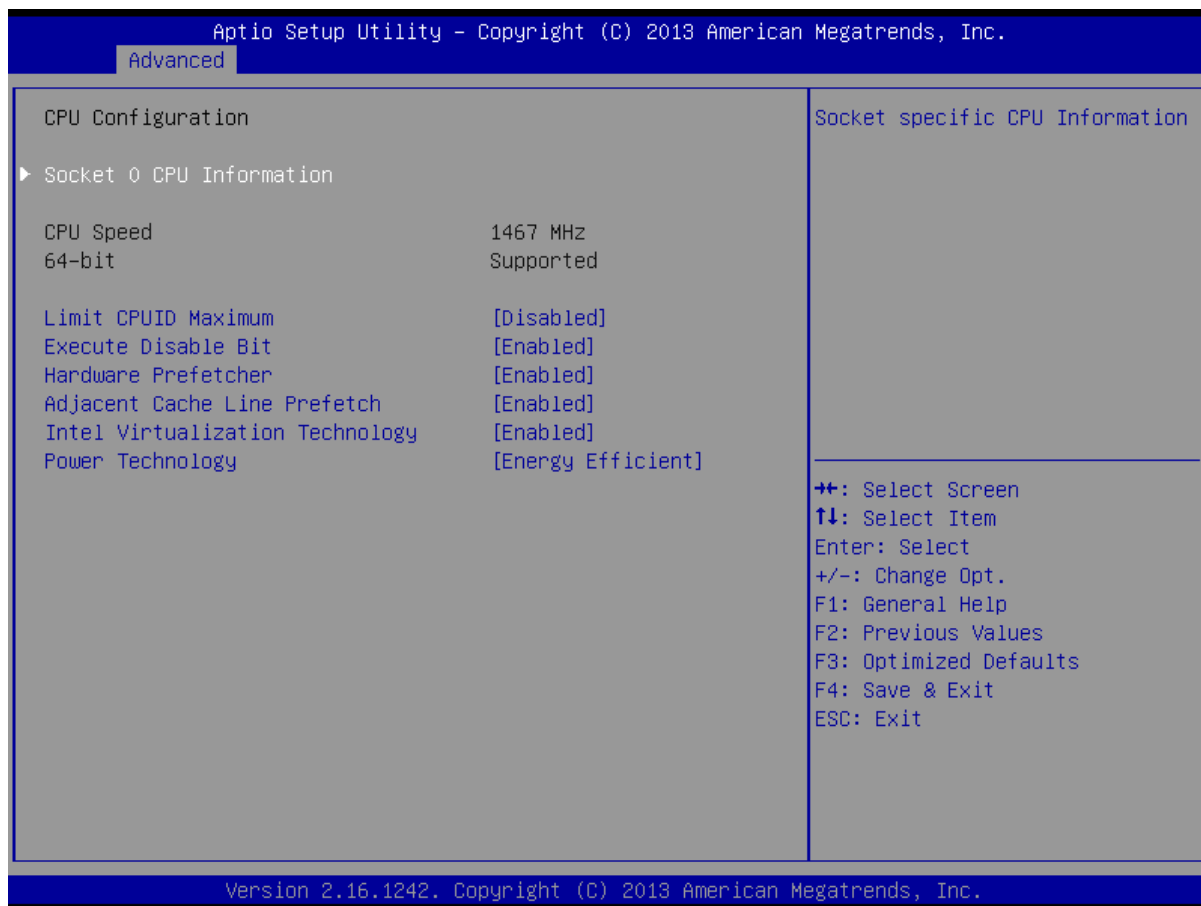 Aptio Setup Utility – Copyright (C) 2013 American Megatrends, Inc.
Advanced
CPU Configuration
Socket 0 CPU Information
CPU Speed 1467 MHz
64-bit Supported
Limit CPUID Maximum [Disabled]
Execute Disable Bit [Enabled]
Hardware Prefetcher [Enabled]
Adjacent Cache Line Prefetch [Enabled]
Intel Virtualization Technology [Enabled]
Power Technology [Energy Efficient]
Socket specific CPU Information
→←: Select Screen
↑↓: Select Item
Enter: Select
+/-: Change Opt.
F1: General Help
F2: Previous Values
F3: Optimized Defaults
F4: Save & Exit
ESC: Exit
Version 2.16.1242. Copyright (C) 2013 American Megatrends, Inc.